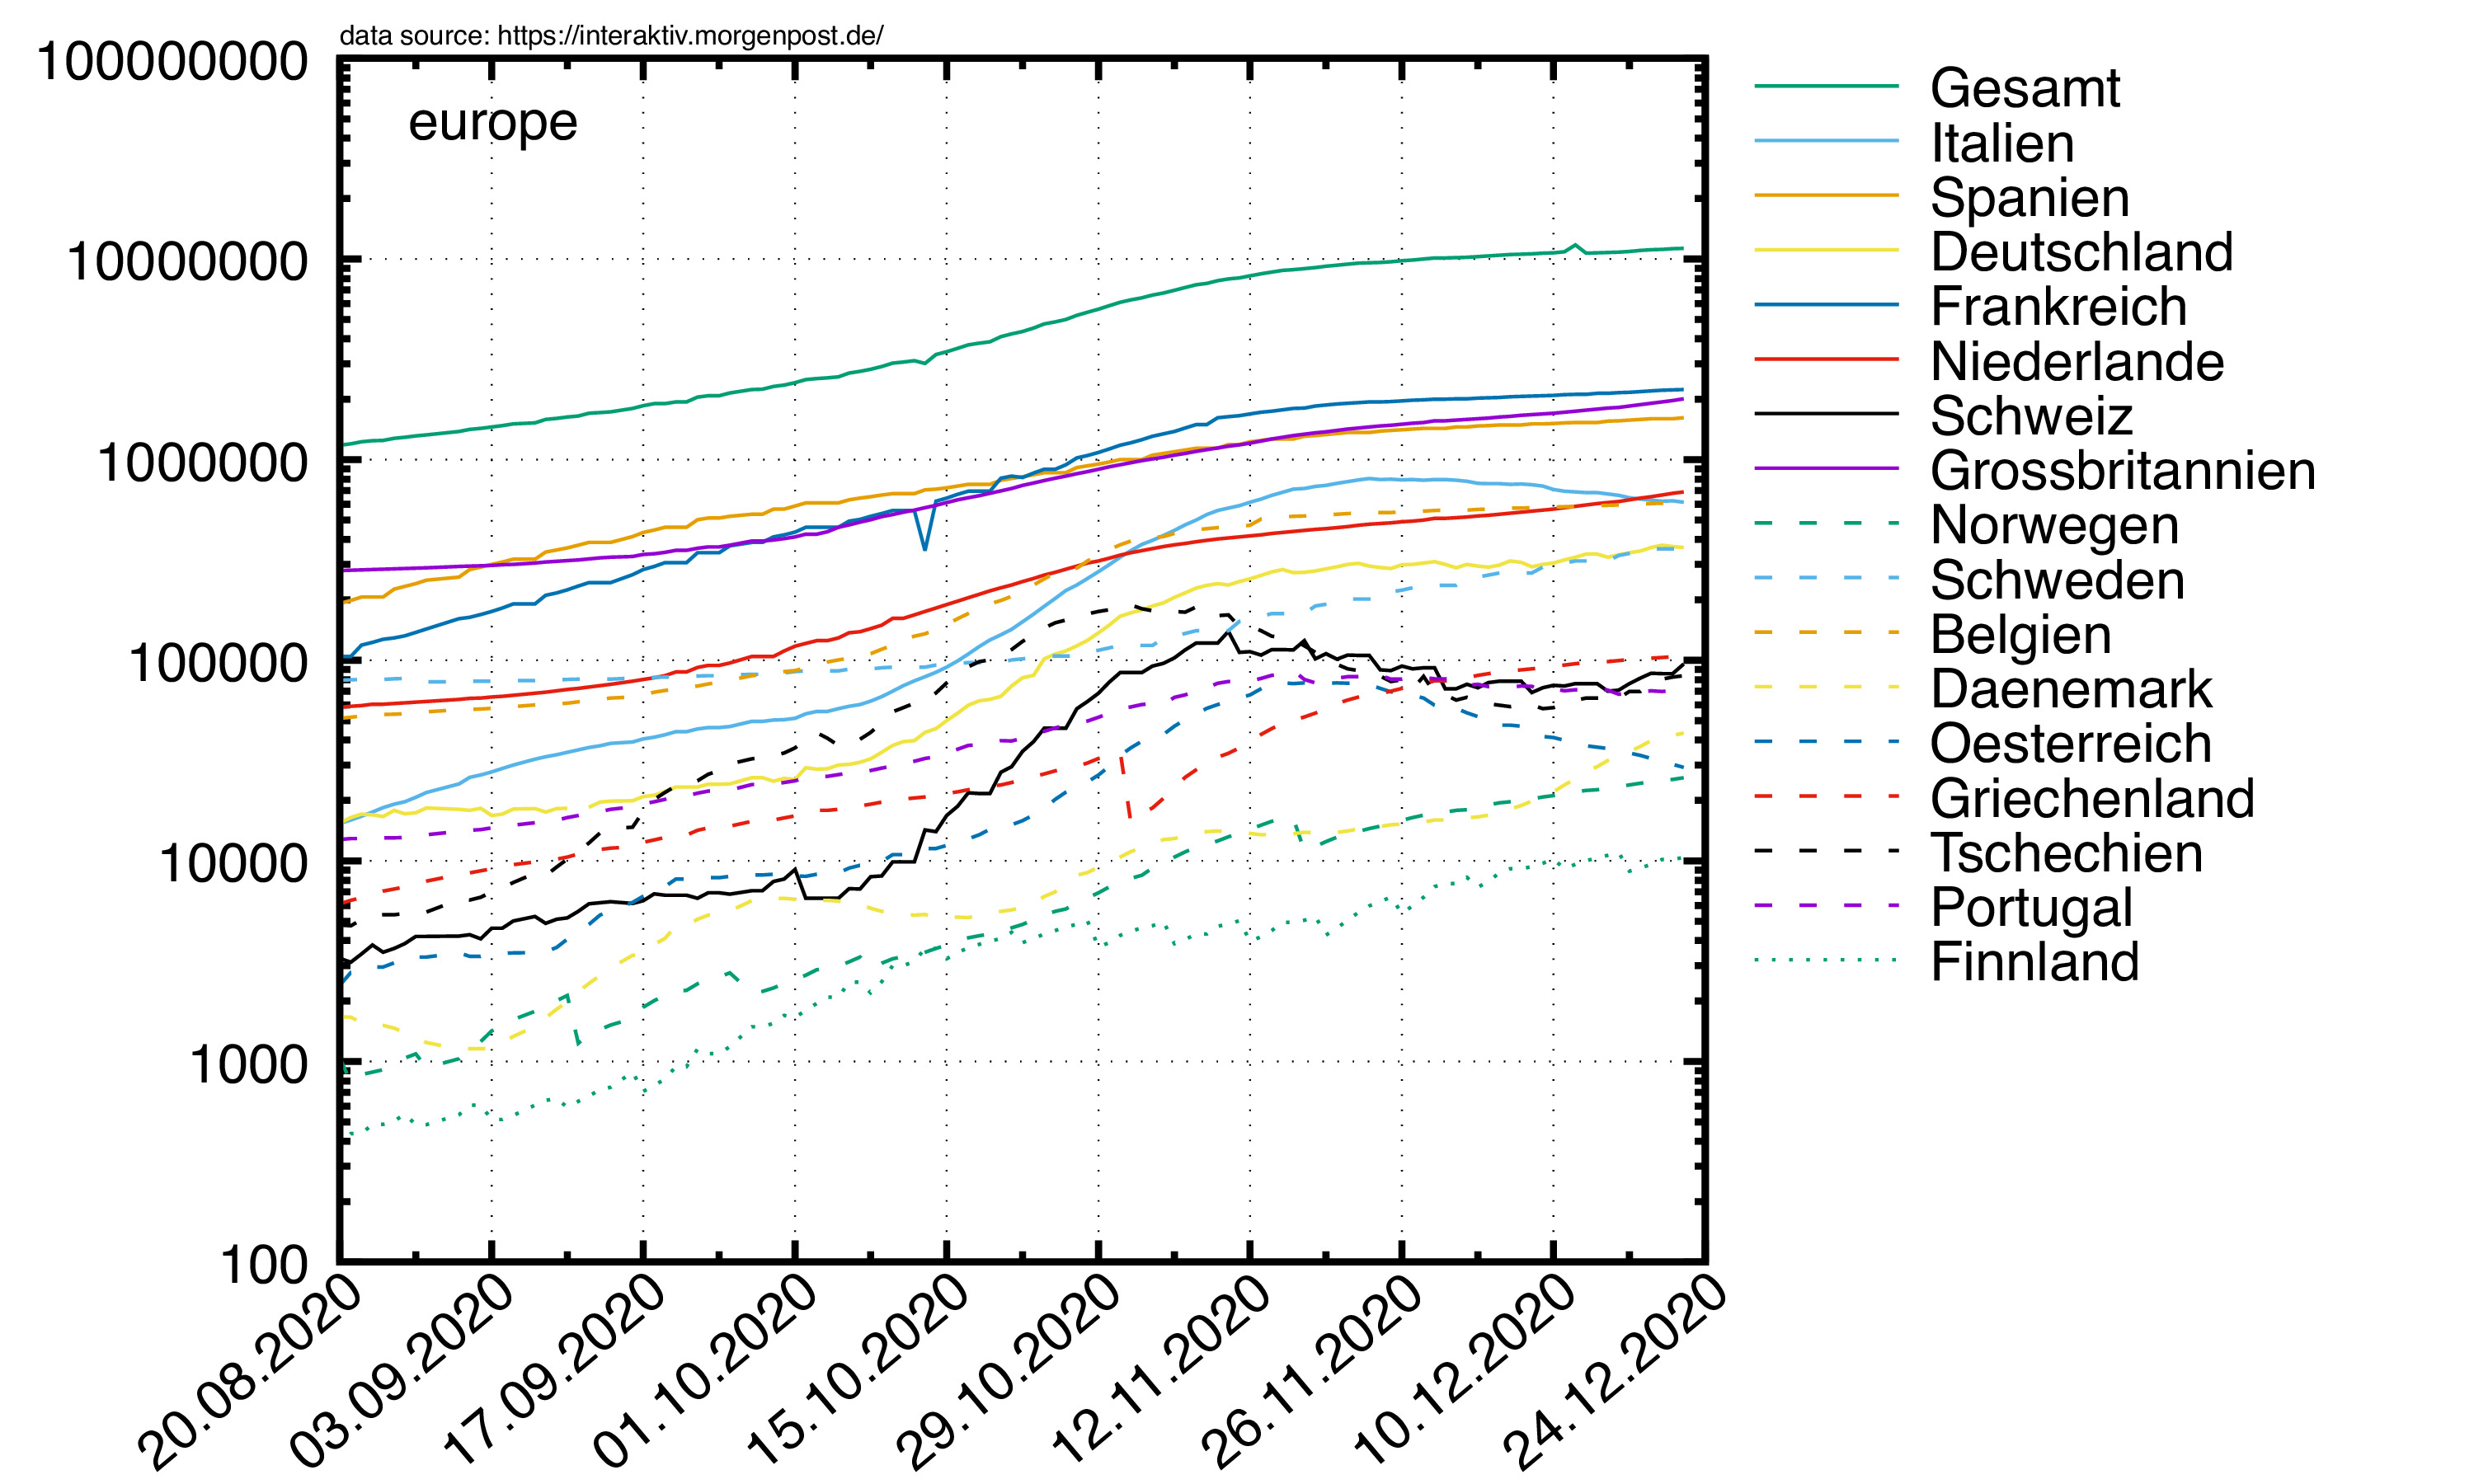 data source: https://interaktiv.morgenpost.de/
europe
100000000
10000000
1000000
100000
10000
1000
100
20.08.2020
03.09.2020
17.09.2020
01.10.2020
15.10.2020
29.10.2020
12.11.2020
26.11.2020
10.12.2020
24.12.2020
Gesamt
Italien
Spanien
Deutschland
Frankreich
Niederlande
Schweiz
Grossbritannien
Norwegen
Schweden
Belgien
Daenemark
Oesterreich
Griechenland
Tschechien
Portugal
Finnland